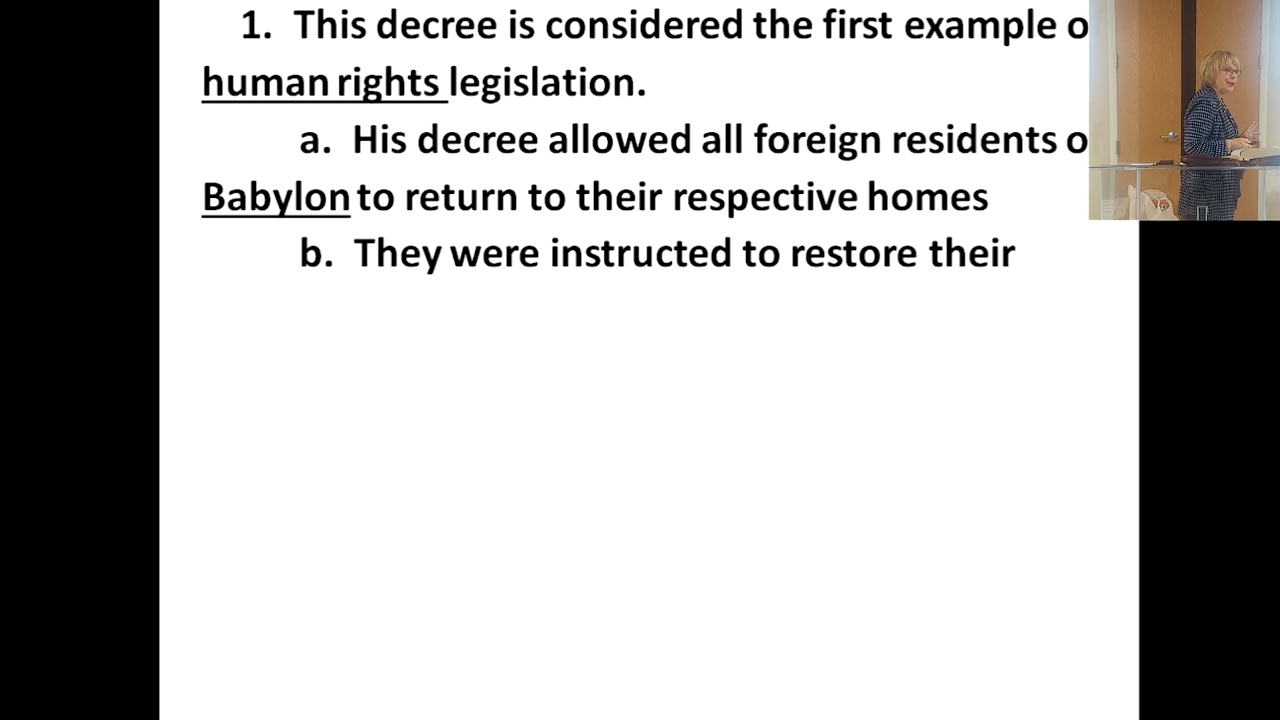 1. This decree is considered the first example o
human rights legislation.
a. His decree allowed all foreign residents o
Babylon to return to their respective homes
b. They were instructed to restore their